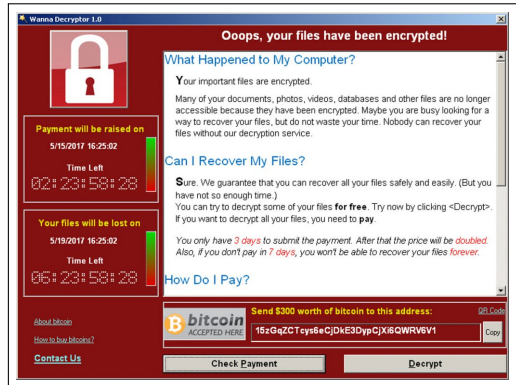 Wanna Decryptor 1.0
Ooops, your files have been encrypted!
Payment will be raised on
5/15/2017 16:25:02
Time Left
02:23:58:28
Your files will be lost on
5/19/2017 16:25:02
Time Left
06:23:58:28
About bitcoin
How to buy bitcoins?
Contact Us
What Happened to My Computer?
Your important files are encrypted.
Many of your documents, photos, videos, databases and other files are no longer
accessible because they have been encrypted. Maybe you are busy looking for a
way to recover your files, but do not waste your time. Nobody can recover your
files without our decryption service.
Can I Recover My Files?
Sure. We guarantee that you can recover all your files safely and easily. (But you
have not so enough time.)
You can try to decrypt some of your files for free. Try now by clicking <Decrypt>.
If you want to decrypt all your files, you need to pay.
You only have 3 days to submit the payment. After that the price will be doubled.
Also, if you don't pay in 7 days, you won't be able to recover your files forever.
How Do I Pay?
bitcoin
ACCEPTED HERE
Send $300 worth of bitcoin to this address:
QR Code
15zGqZCTcys6eCjDkE3DypCjXi6QWRV6V1
Copy
Check Payment
Decrypt